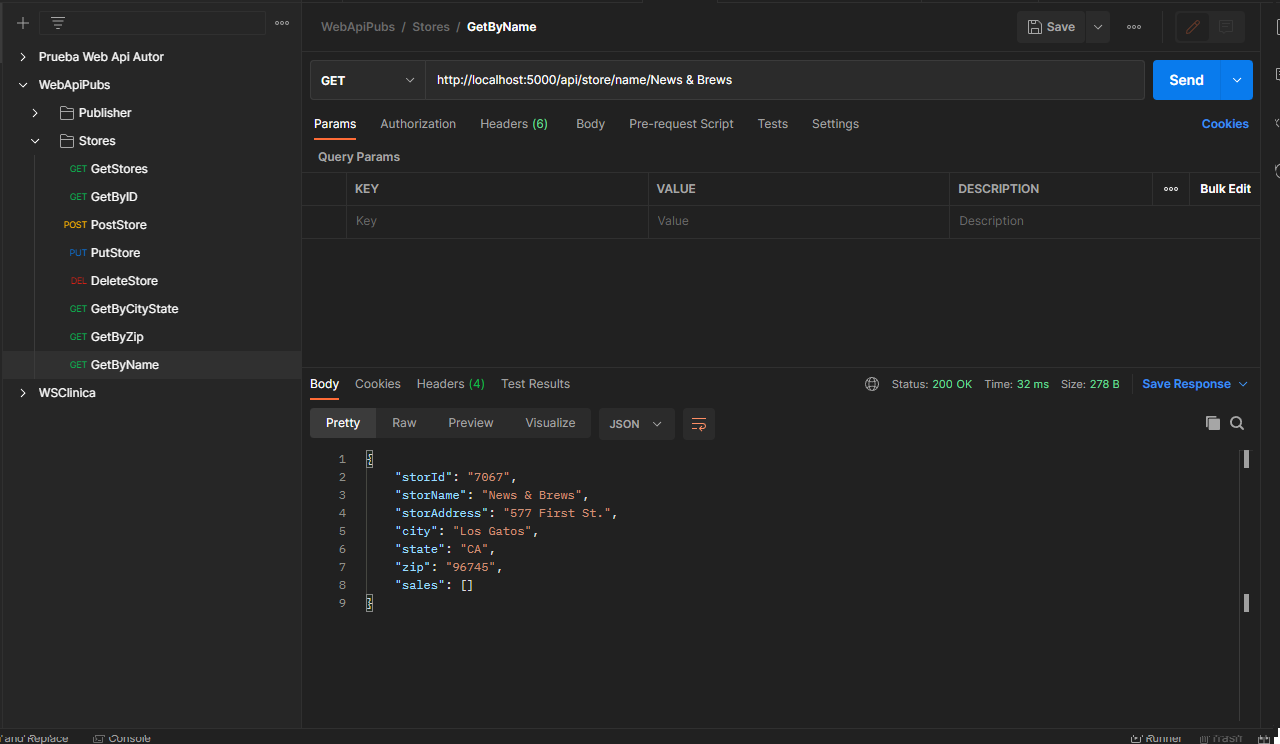 WebApiPubs / Stores / GetByName
Save
GET
http://localhost:5000/api/store/name/News & Brews
Send
Params Authorization Headers (6) Body Pre-request Script Tests Settings Cookies
Query Params
KEY VALUE DESCRIPTION Bulk Edit
Key Value Description
Prueba Web Api Autor
WebApiPubs
Publisher
Stores
GET GetStores
GET GetByID
POST PostStore
PUT PutStore
DEL DeleteStore
GET GetByCityState
GET GetByZip
GET GetByName
WSClinica
Body Cookies Headers (4) Test Results Status: 200 OK Time: 32 ms Size: 278 B Save Response
Pretty Raw Preview Visualize JSON
1 {
2 "storId": "7067",
3 "storName": "News & Brews",
4 "storAddress": "577 First St.",
5 "city": "Los Gatos",
6 "state": "CA",
7 "zip": "96745",
8 "sales": []
9 }
and Replace Console Runner Trash